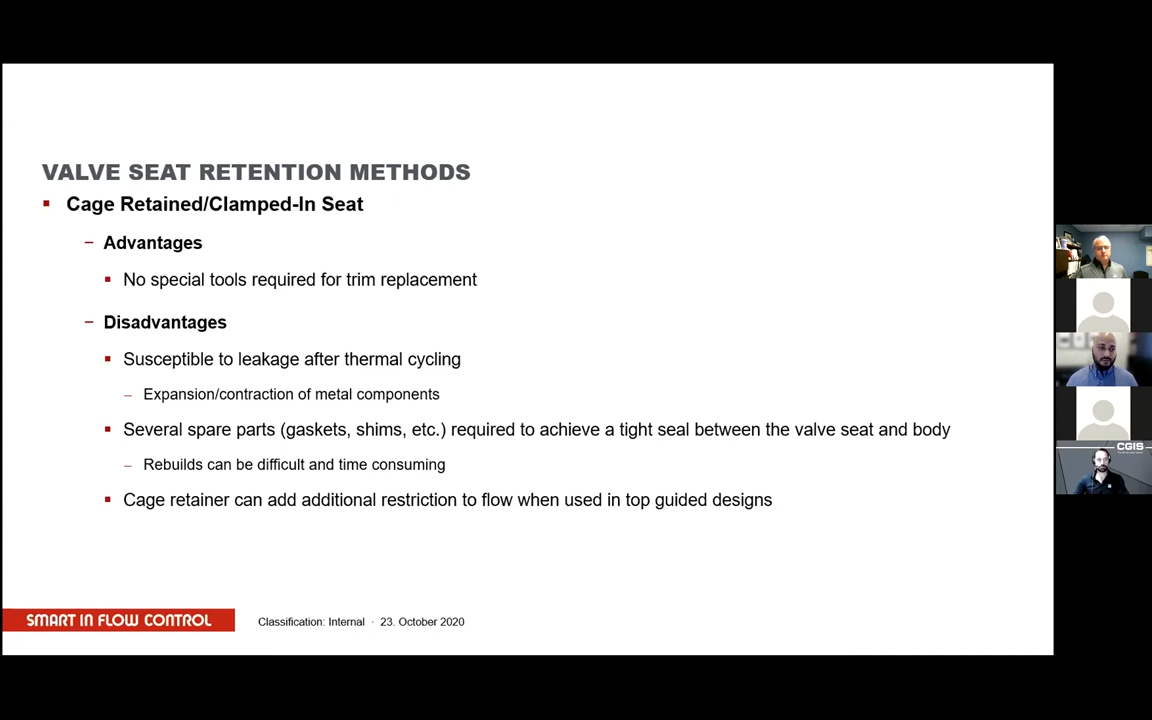 VALVE SEAT RETENTION METHODS
Cage Retained/Clamped-In Seat
Advantages
No special tools required for trim replacement
Disadvantages
Susceptible to leakage after thermal cycling
Expansion/contraction of metal components
Several spare parts (gaskets, shims, etc.) required to achieve a tight seal between the valve seat and body
Rebuilds can be difficult and time consuming
Cage retainer can add additional restriction to flow when used in top guided designs
SMART IN FLOW CONTROL
Classification: Internal · 23. October 2020
CGIS